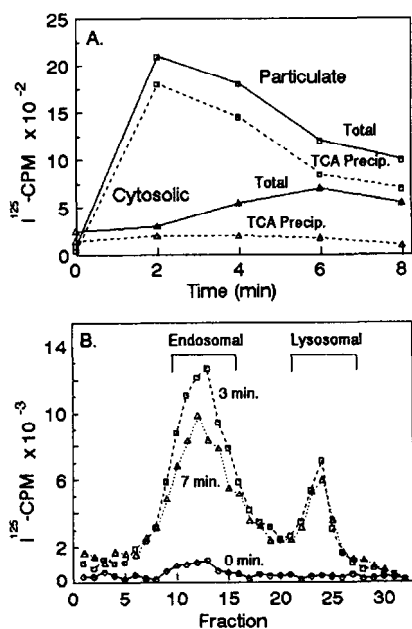 A.
25
20
15
10
5
0
I¹²⁵-CPM x 10⁻²
Particulate
Total
TCA Precip.
Cytosolic
Total
TCA Precip.
0 2 4 6 8
Time (min)
B.
Endosomal Lysosomal
14
10
6
2
0
I¹²⁵-CPM x 10⁻³
3 min.
7 min.
0 min.
0 5 10 15 20 25 30
Fraction